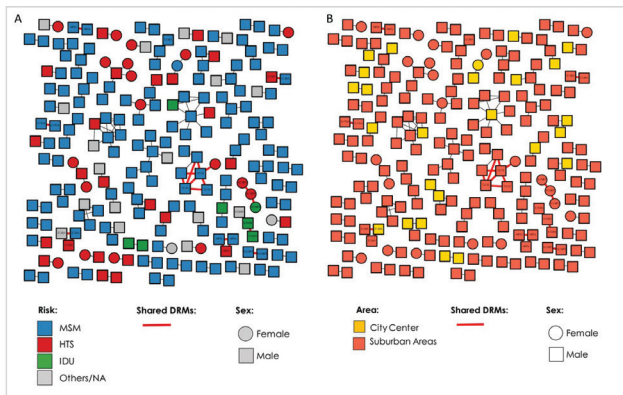 A
B
Risk:
MSM
HTS
IDU
Others/NA
Shared DRMs:
Sex:
Female
Male
Area:
City Center
Suburban Areas
Shared DRMs:
Sex:
Female
Male